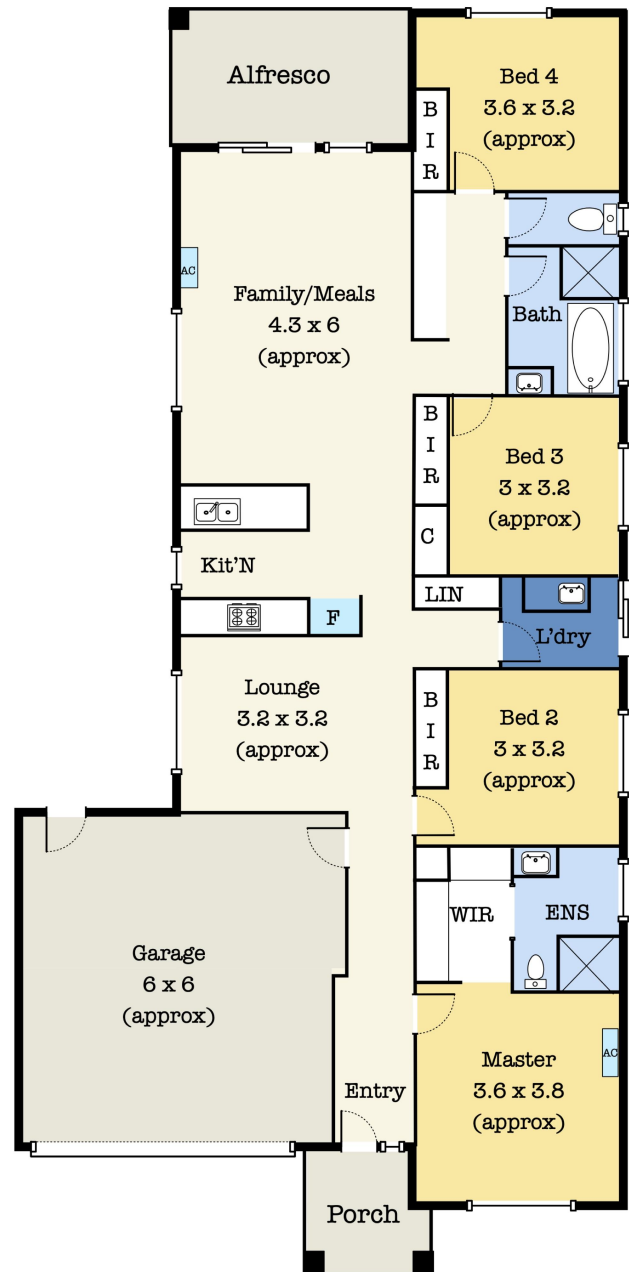 Alfresco
Bed 4
3.6 x 3.2
(approx)
B
I
R
AC
Family/Meals
4.3 x 6
(approx)
Bath
B
I
R
Bed 3
3 x 3.2
(approx)
C
Kit'N
LIN
F
L'dry
Lounge
3.2 x 3.2
(approx)
B
I
R
Bed 2
3 x 3.2
(approx)
WIR
ENS
Garage
6 x 6
(approx)
AC
Master
3.6 x 3.8
(approx)
Entry
Porch